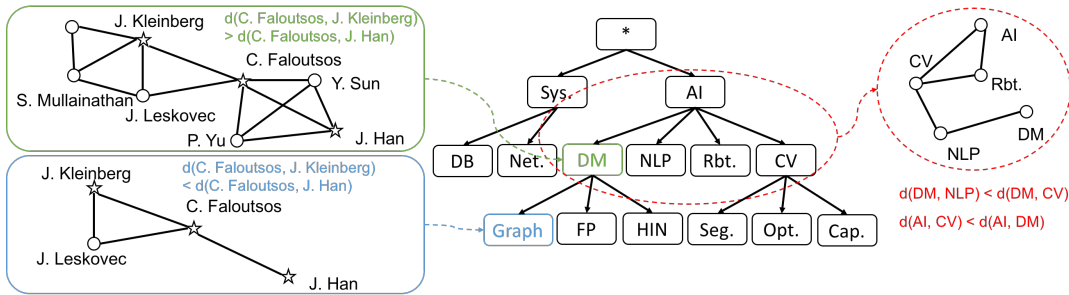 d(C. Faloutsos, J. Kleinberg)
> d(C. Faloutsos, J. Han)
J. Kleinberg
C. Faloutsos
Y. Sun
S. Mullainathan
J. Leskovec
P. Yu
J. Han
d(C. Faloutsos, J. Kleinberg)
< d(C. Faloutsos, J. Han)
J. Kleinberg
C. Faloutsos
J. Leskovec
J. Han
*
Sys.
AI
DB
Net.
DM
NLP
Rbt.
CV
Graph
FP
HIN
Seg.
Opt.
Cap.
AI
CV
Rbt.
DM
NLP
d(DM, NLP) < d(DM, CV)
d(AI, CV) < d(AI, DM)